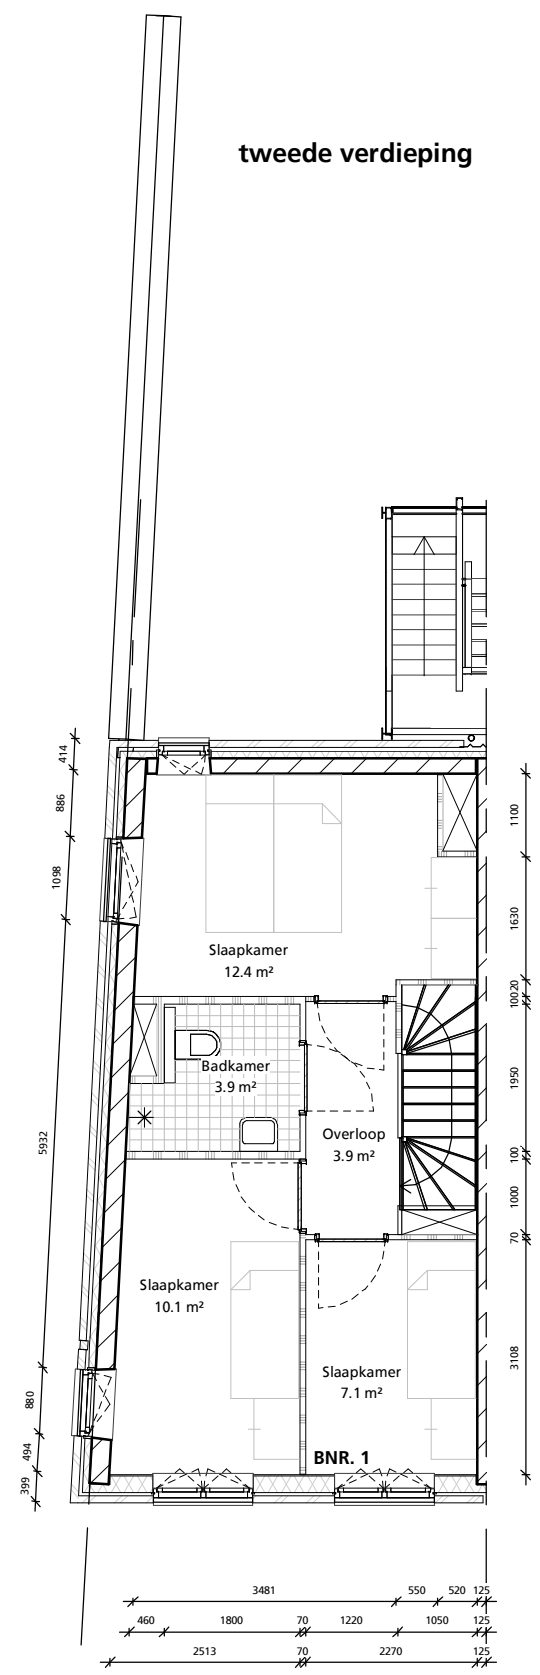 tweede verdieping
414
886
1098
5932
880
494
399
1100
1630
20
100
1950
100
1000
70
3108
Slaapkamer
12.4 m²
Badkamer
3.9 m²
Overloop
3.9 m²
Slaapkamer
10.1 m²
Slaapkamer
7.1 m²
BNR. 1
3481 550 520 125
460 1800 70 1220 1050 125
2513 70 2270 125